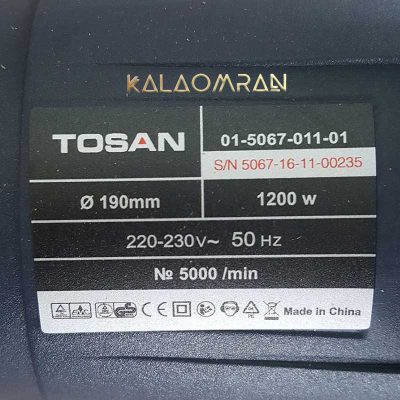 KALAOMRAN
TOSAN
01-5067-011-01
S/N 5067-16-11-00235
Ø 190mm
1200 w
220-230V~ 50 Hz
№ 5000 /min
Made in China